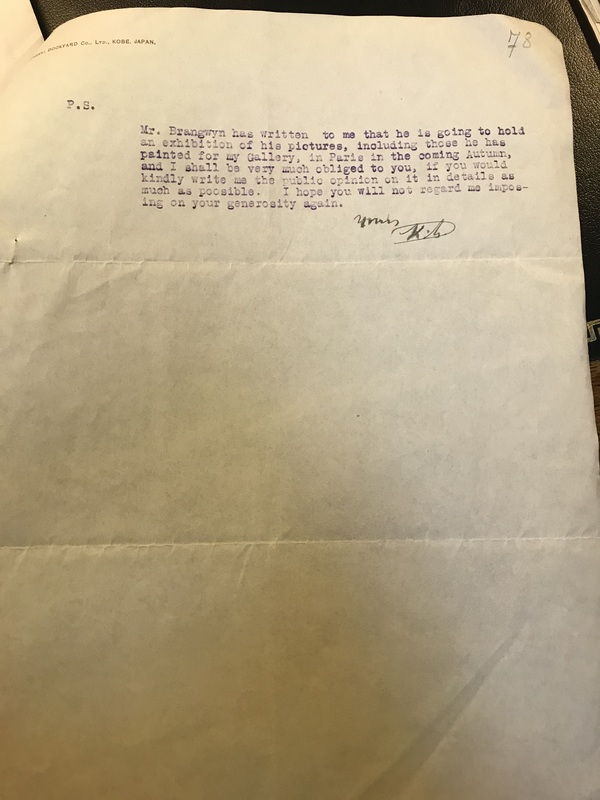 DOCKYARD CO., LTD., KOBE, JAPAN.
78
P.S.
Mr. Brangwyn has written to me that he is going to hold
an exhibition of his pictures, including those he has
painted for my Gallery, in Paris in the coming Autumn,
and I shall be very much obliged to you, if you would
kindly write me the public opinion on it in details as
much as poosible. I hope you will not regard me impos-
ing on your generosity again.
Yours